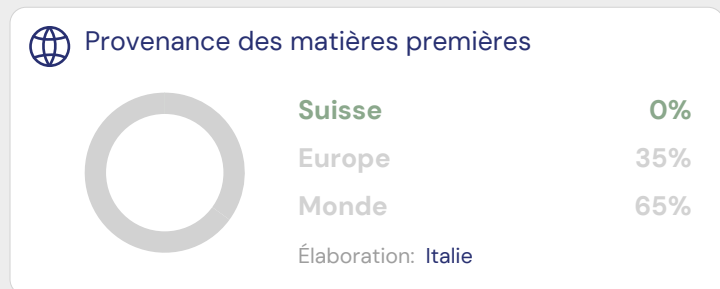 Provenance des matières premières
Suisse 0%
Europe 35%
Monde 65%
Élaboration: Italie